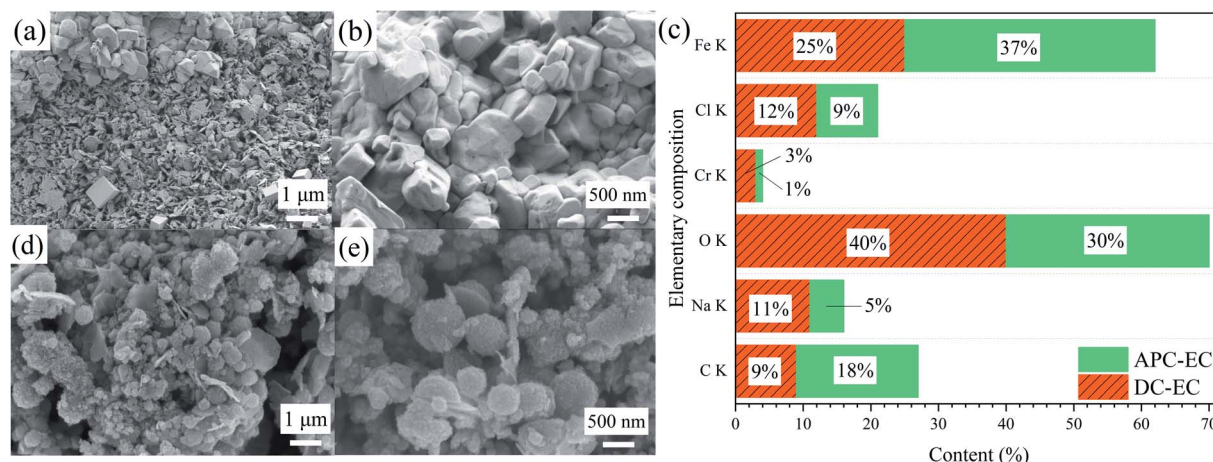 (a)
1 μm
(b)
500 nm
(d)
1 μm
(e)
500 nm
(c)
Elementary composition
Fe K
25%
37%
Cl K
12%
9%
Cr K
3%
1%
O K
40%
30%
Na K
11%
5%
C K
9%
18%
APC-EC
DC-EC
0 10 20 30 40 50 60 70
Content (%)